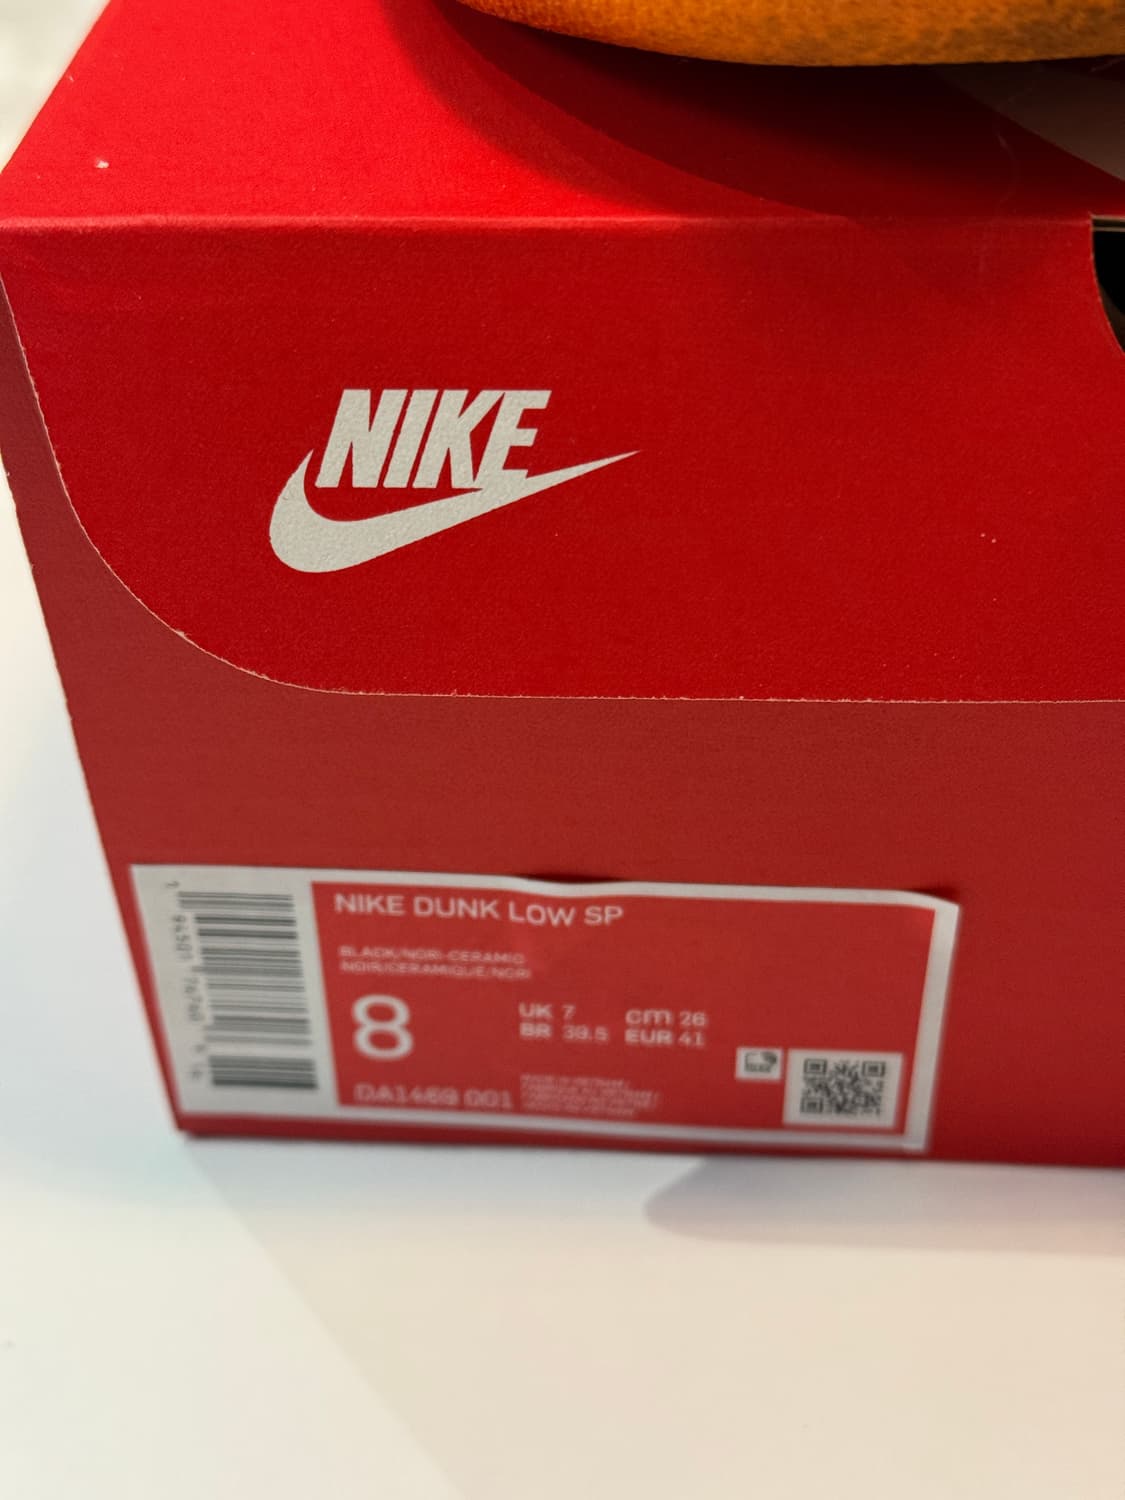 NIKE
NIKE DUNK LOW SP
BLACK/NORI-CERAMIC
NOIR/CERAMIQUE/NORI
8
UK 7 cm 26
BR 39.5 EUR 41
DA1469 001